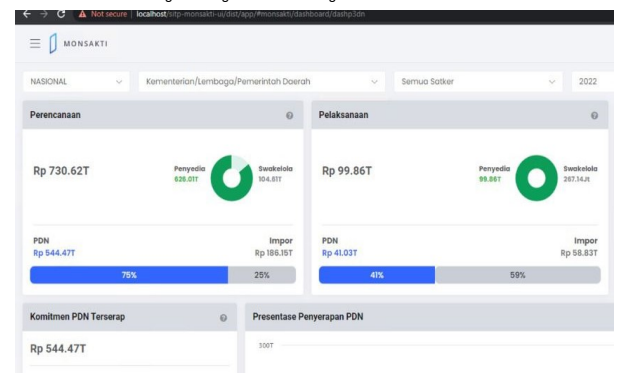 Not secure | localhost/sitp-monsakti-ui/dist/app/#monsakti/dashboard/dashp3dn
MONSAKTI
NASIONAL Kementerian/Lembaga/Pemerintah Daerah Semua Satker 2022
Perencanaan
Rp 730.62T
Penyedia
626.01T
Swakelola
104.61T
PDN
Rp 544.47T
Impor
Rp 186.15T
75% 25%
Pelaksanaan
Rp 99.86T
Penyedia
99.86T
Swakelola
267.14Jt
PDN
Rp 41.03T
Impor
Rp 58.83T
41% 59%
Komitmen PDN Terserap
Rp 544.47T
Presentase Penyerapan PDN
100T